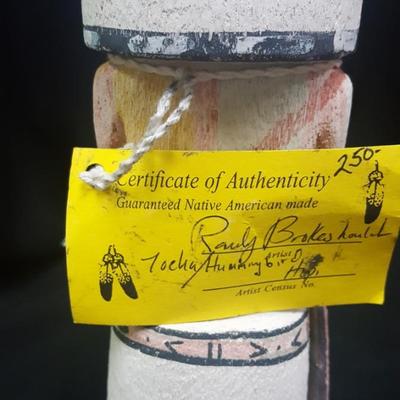 250-
Certificate of Authenticity
Guaranteed Native American made
Randy Brokeshoulder
Tocha/Hummingbird
Artist
Hopi
Artist Census No.